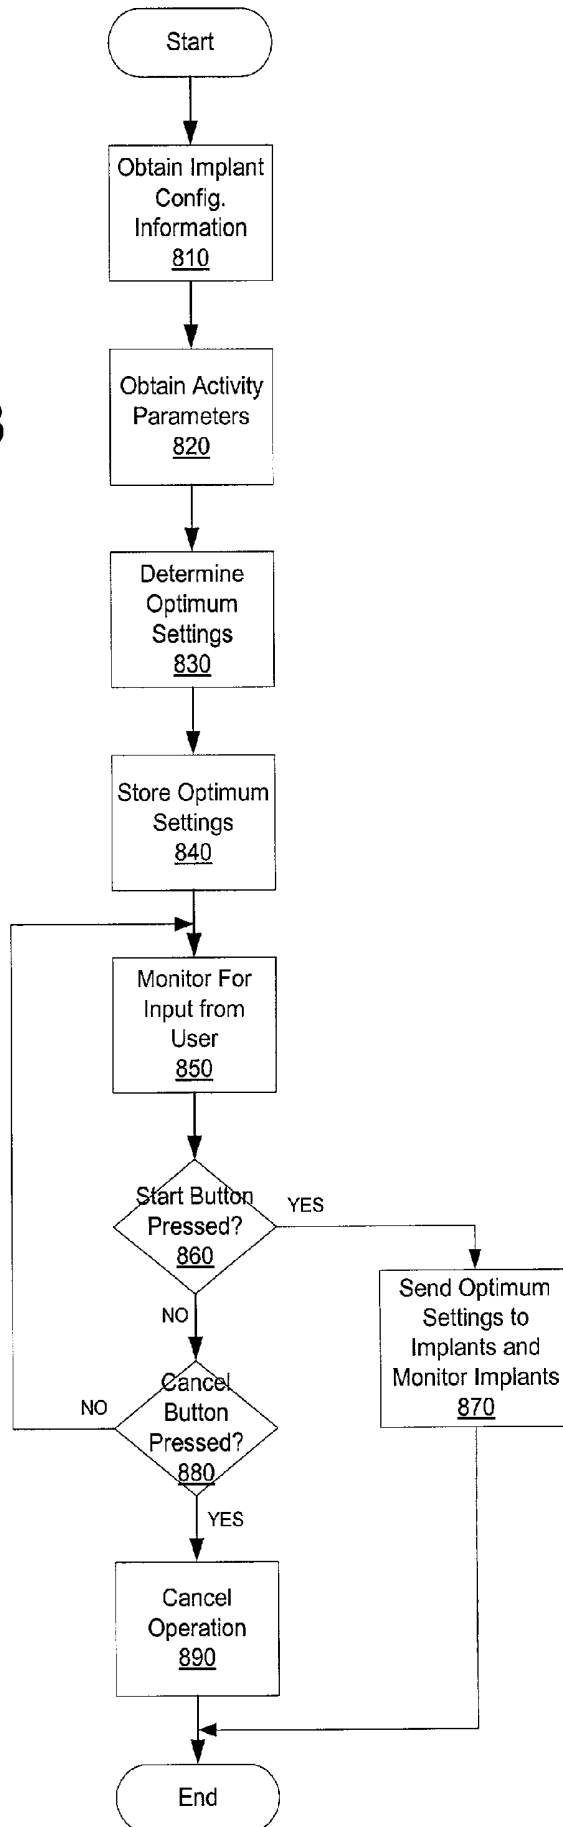 Start
Obtain Implant
Config.
Information
810
Obtain Activity
Parameters
820
Determine
Optimum
Settings
830
Store Optimum
Settings
840
Monitor For
Input from
User
850
Start Button
Pressed?
860
YES
NO
Send Optimum
Settings to
Implants and
Monitor Implants
870
Cancel
Button
Pressed?
880
NO
YES
Cancel
Operation
890
End